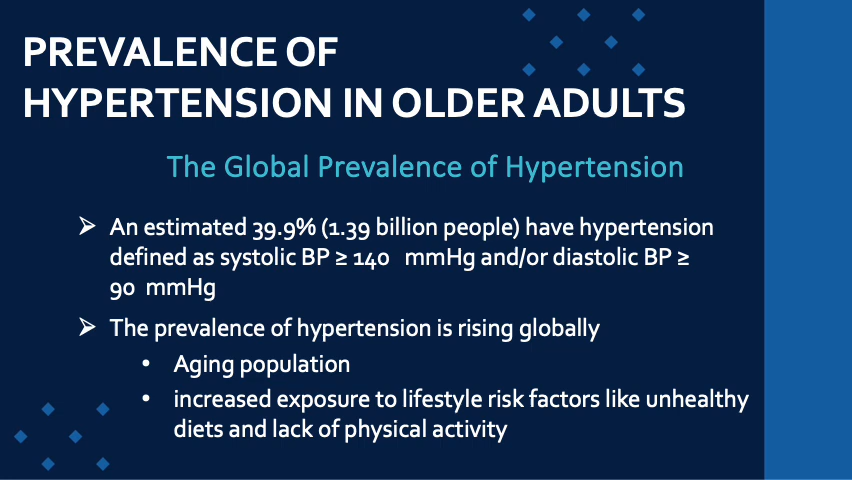 PREVALENCE OF
HYPERTENSION IN OLDER ADULTS
The Global Prevalence of Hypertension
➢ An estimated 39.9% (1.39 billion people) have hypertension
defined as systolic BP ≥ 140 mmHg and/or diastolic BP ≥
90 mmHg
➢ The prevalence of hypertension is rising globally
• Aging population
• increased exposure to lifestyle risk factors like unhealthy
diets and lack of physical activity